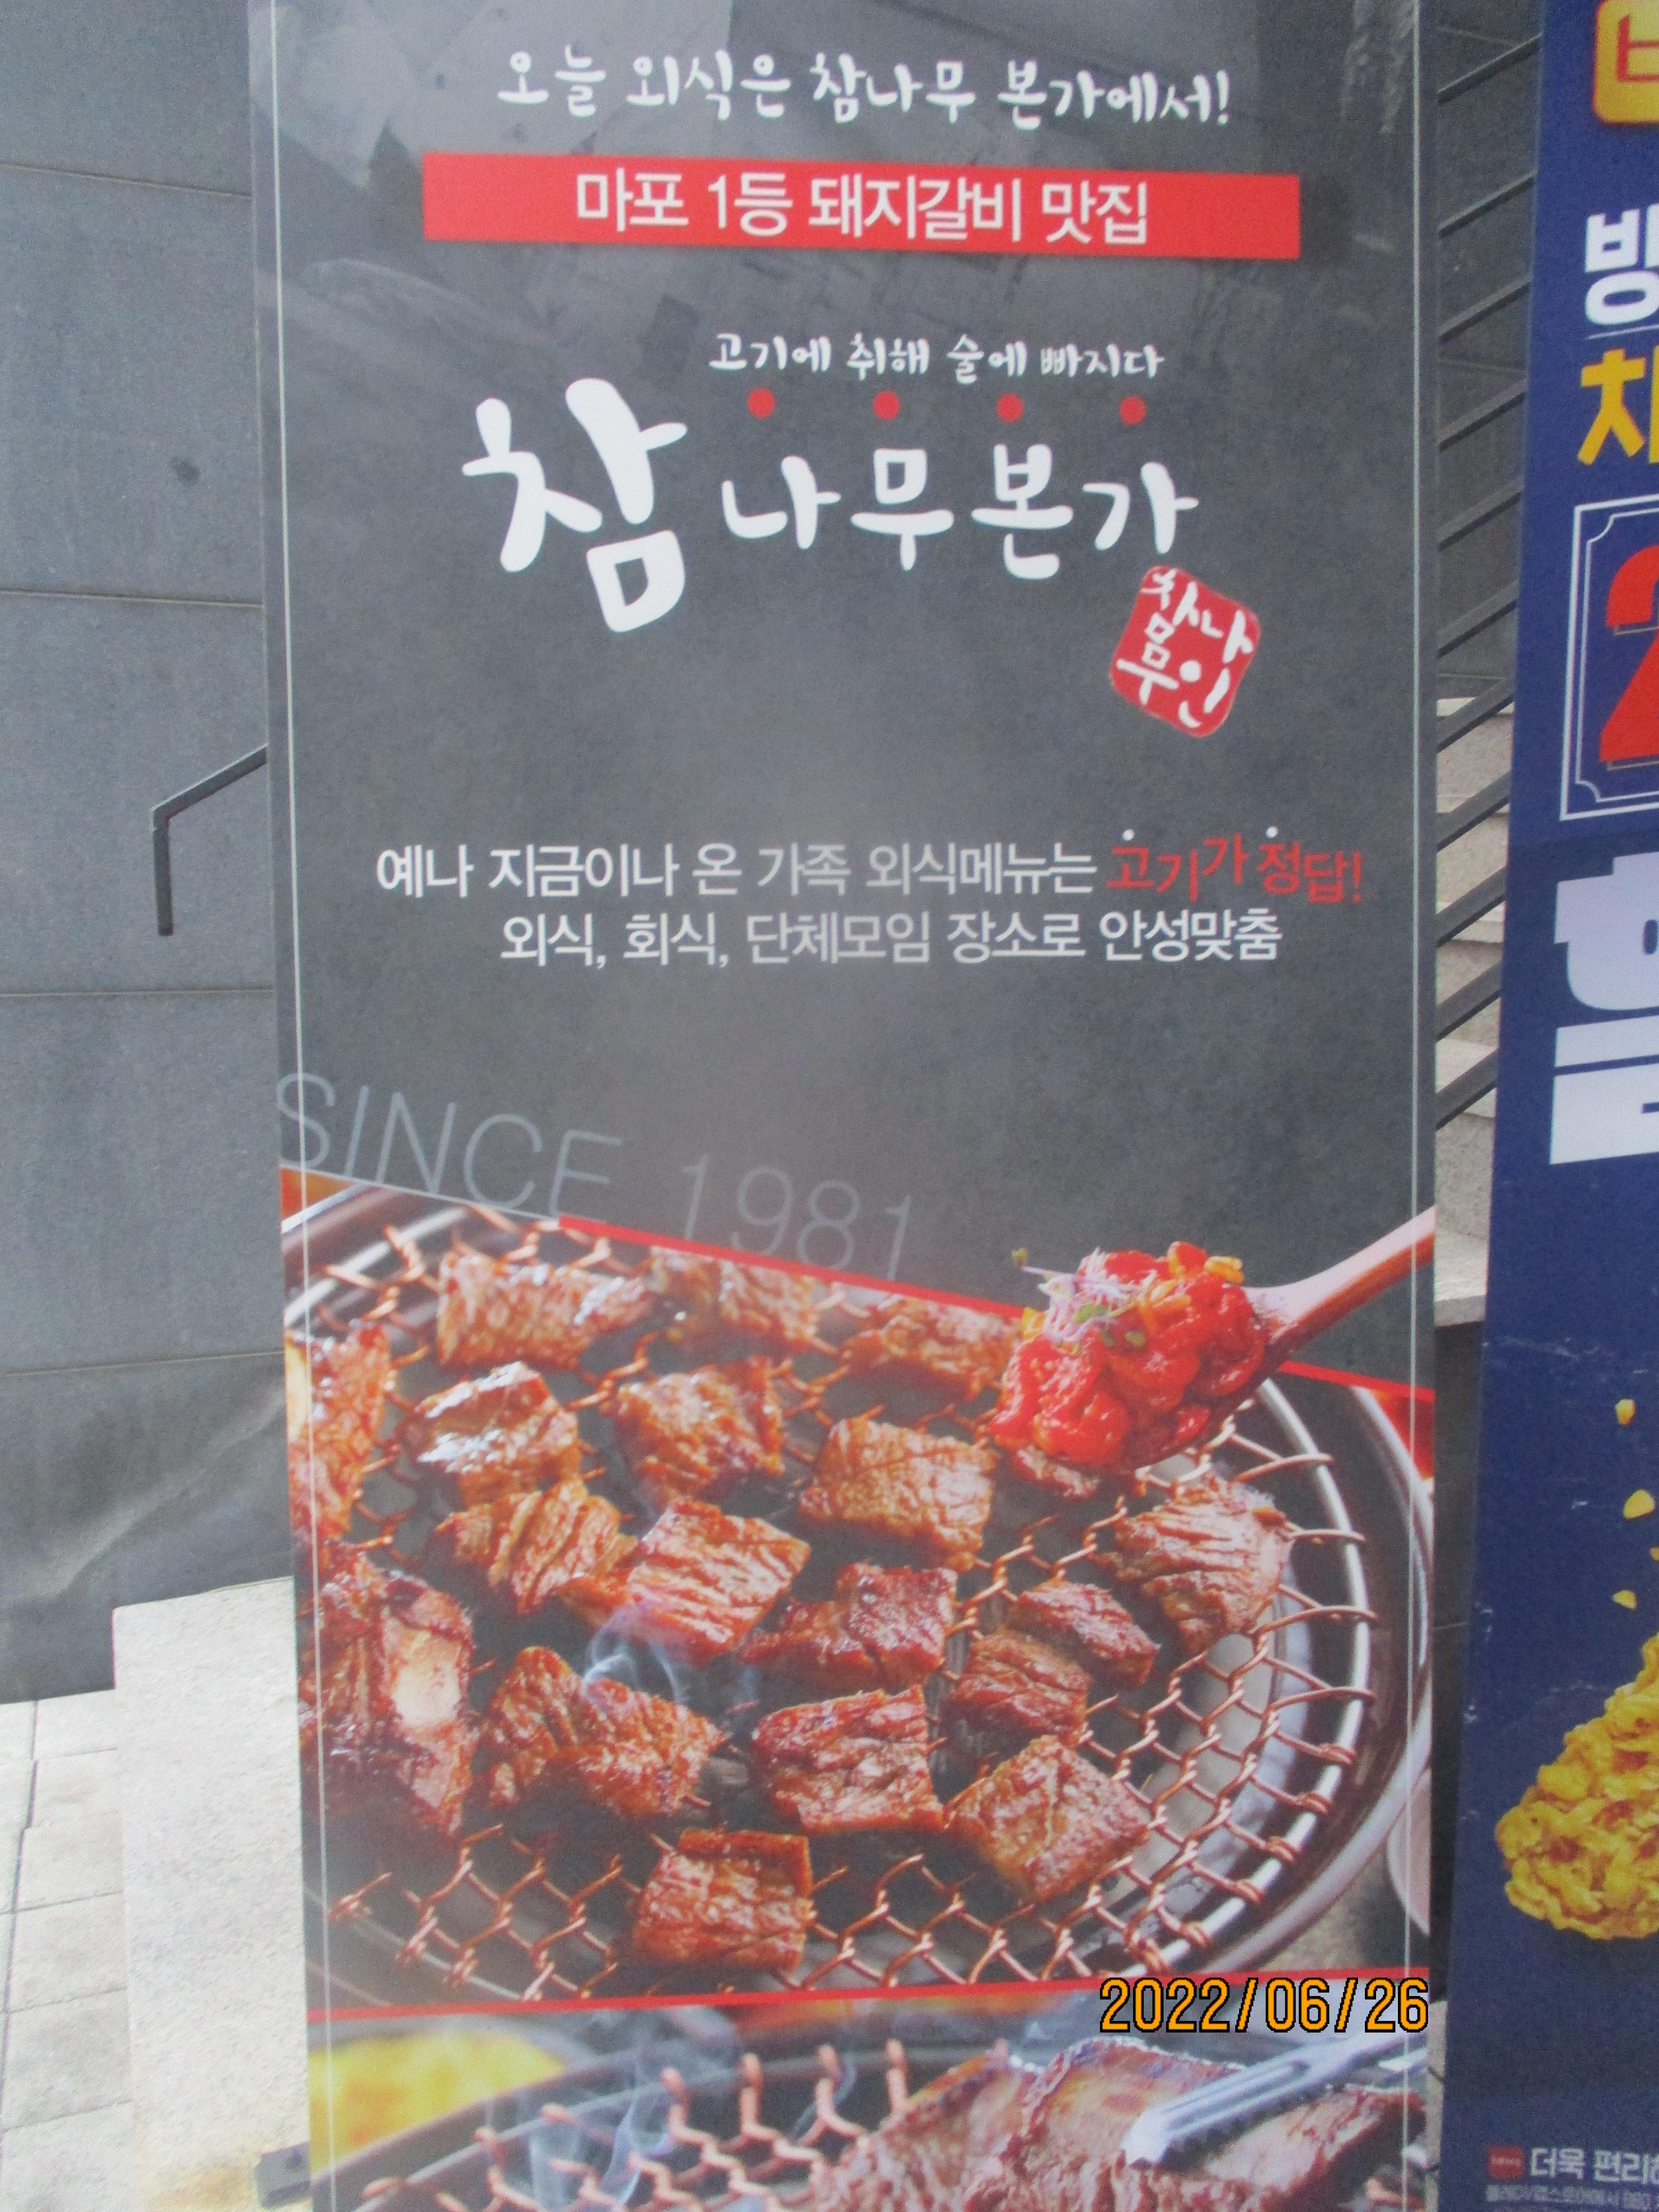 오늘 외식은 참나무 본가에서!
마포 1등 돼지갈비 맛집
고기에 취해 술에 빠지다
참나무본가
예나 지금이나 온 가족 외식메뉴는 고기가 정답!
외식, 회식, 단체모임 장소로 안성맞춤
SINCE 1981
2022/06/26
더욱 편리